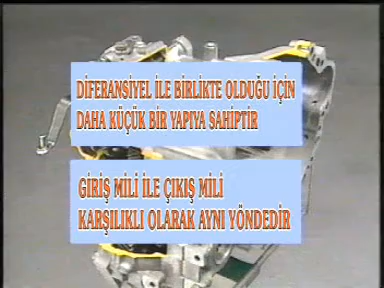 DİFERANSİYEL İLE BİRLİKTE OLDUĞU İÇİN
DAHA KÜÇÜK BİR YAPIYA SAHİPTİR
GİRİŞ MİLİ İLE ÇIKIŞ MİLİ
KARŞILIKLI OLARAK AYNI YÖNDEDİR